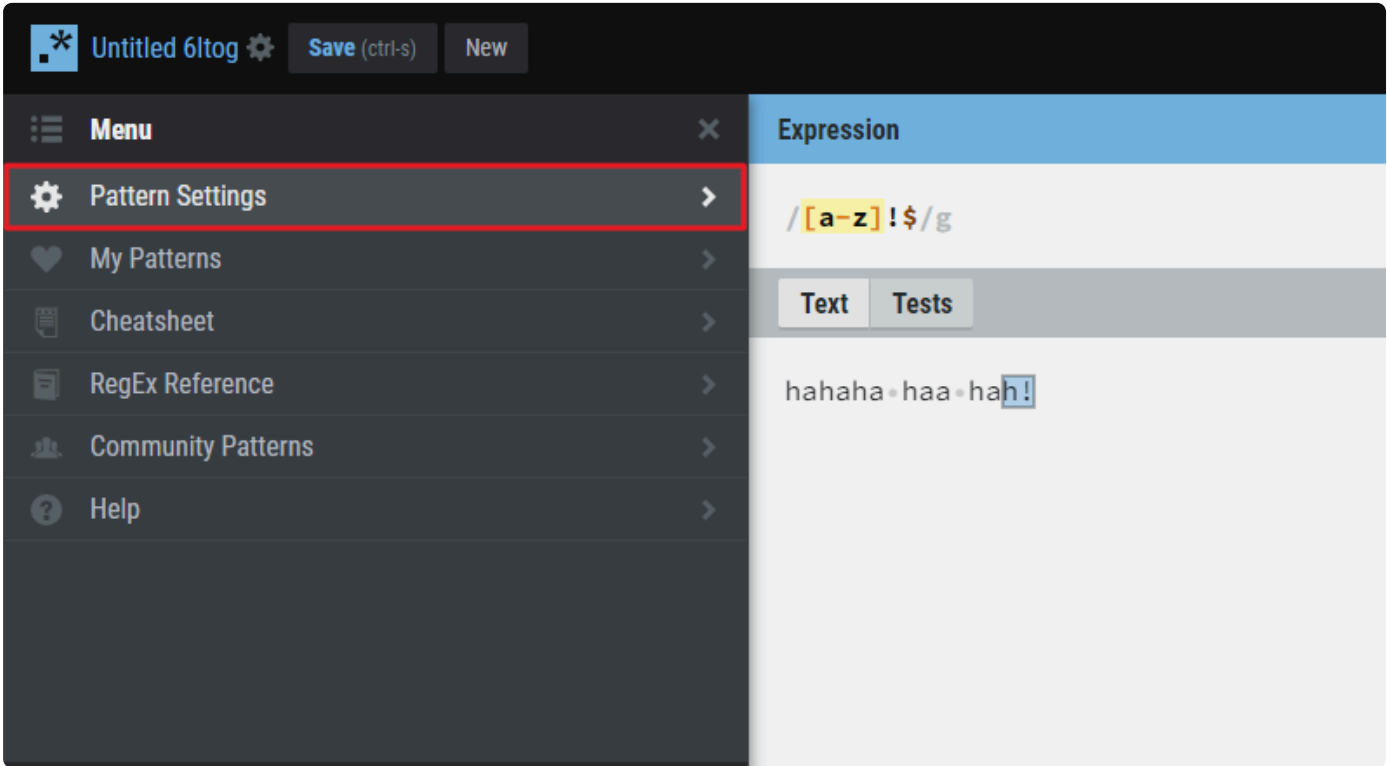 .* Untitled 6ltog Save (ctrl-s) New
Menu
Pattern Settings
My Patterns
Cheatsheet
RegEx Reference
Community Patterns
Help
Expression
/[a-z]!$/g
Text Tests
hahaha·haa·hah!